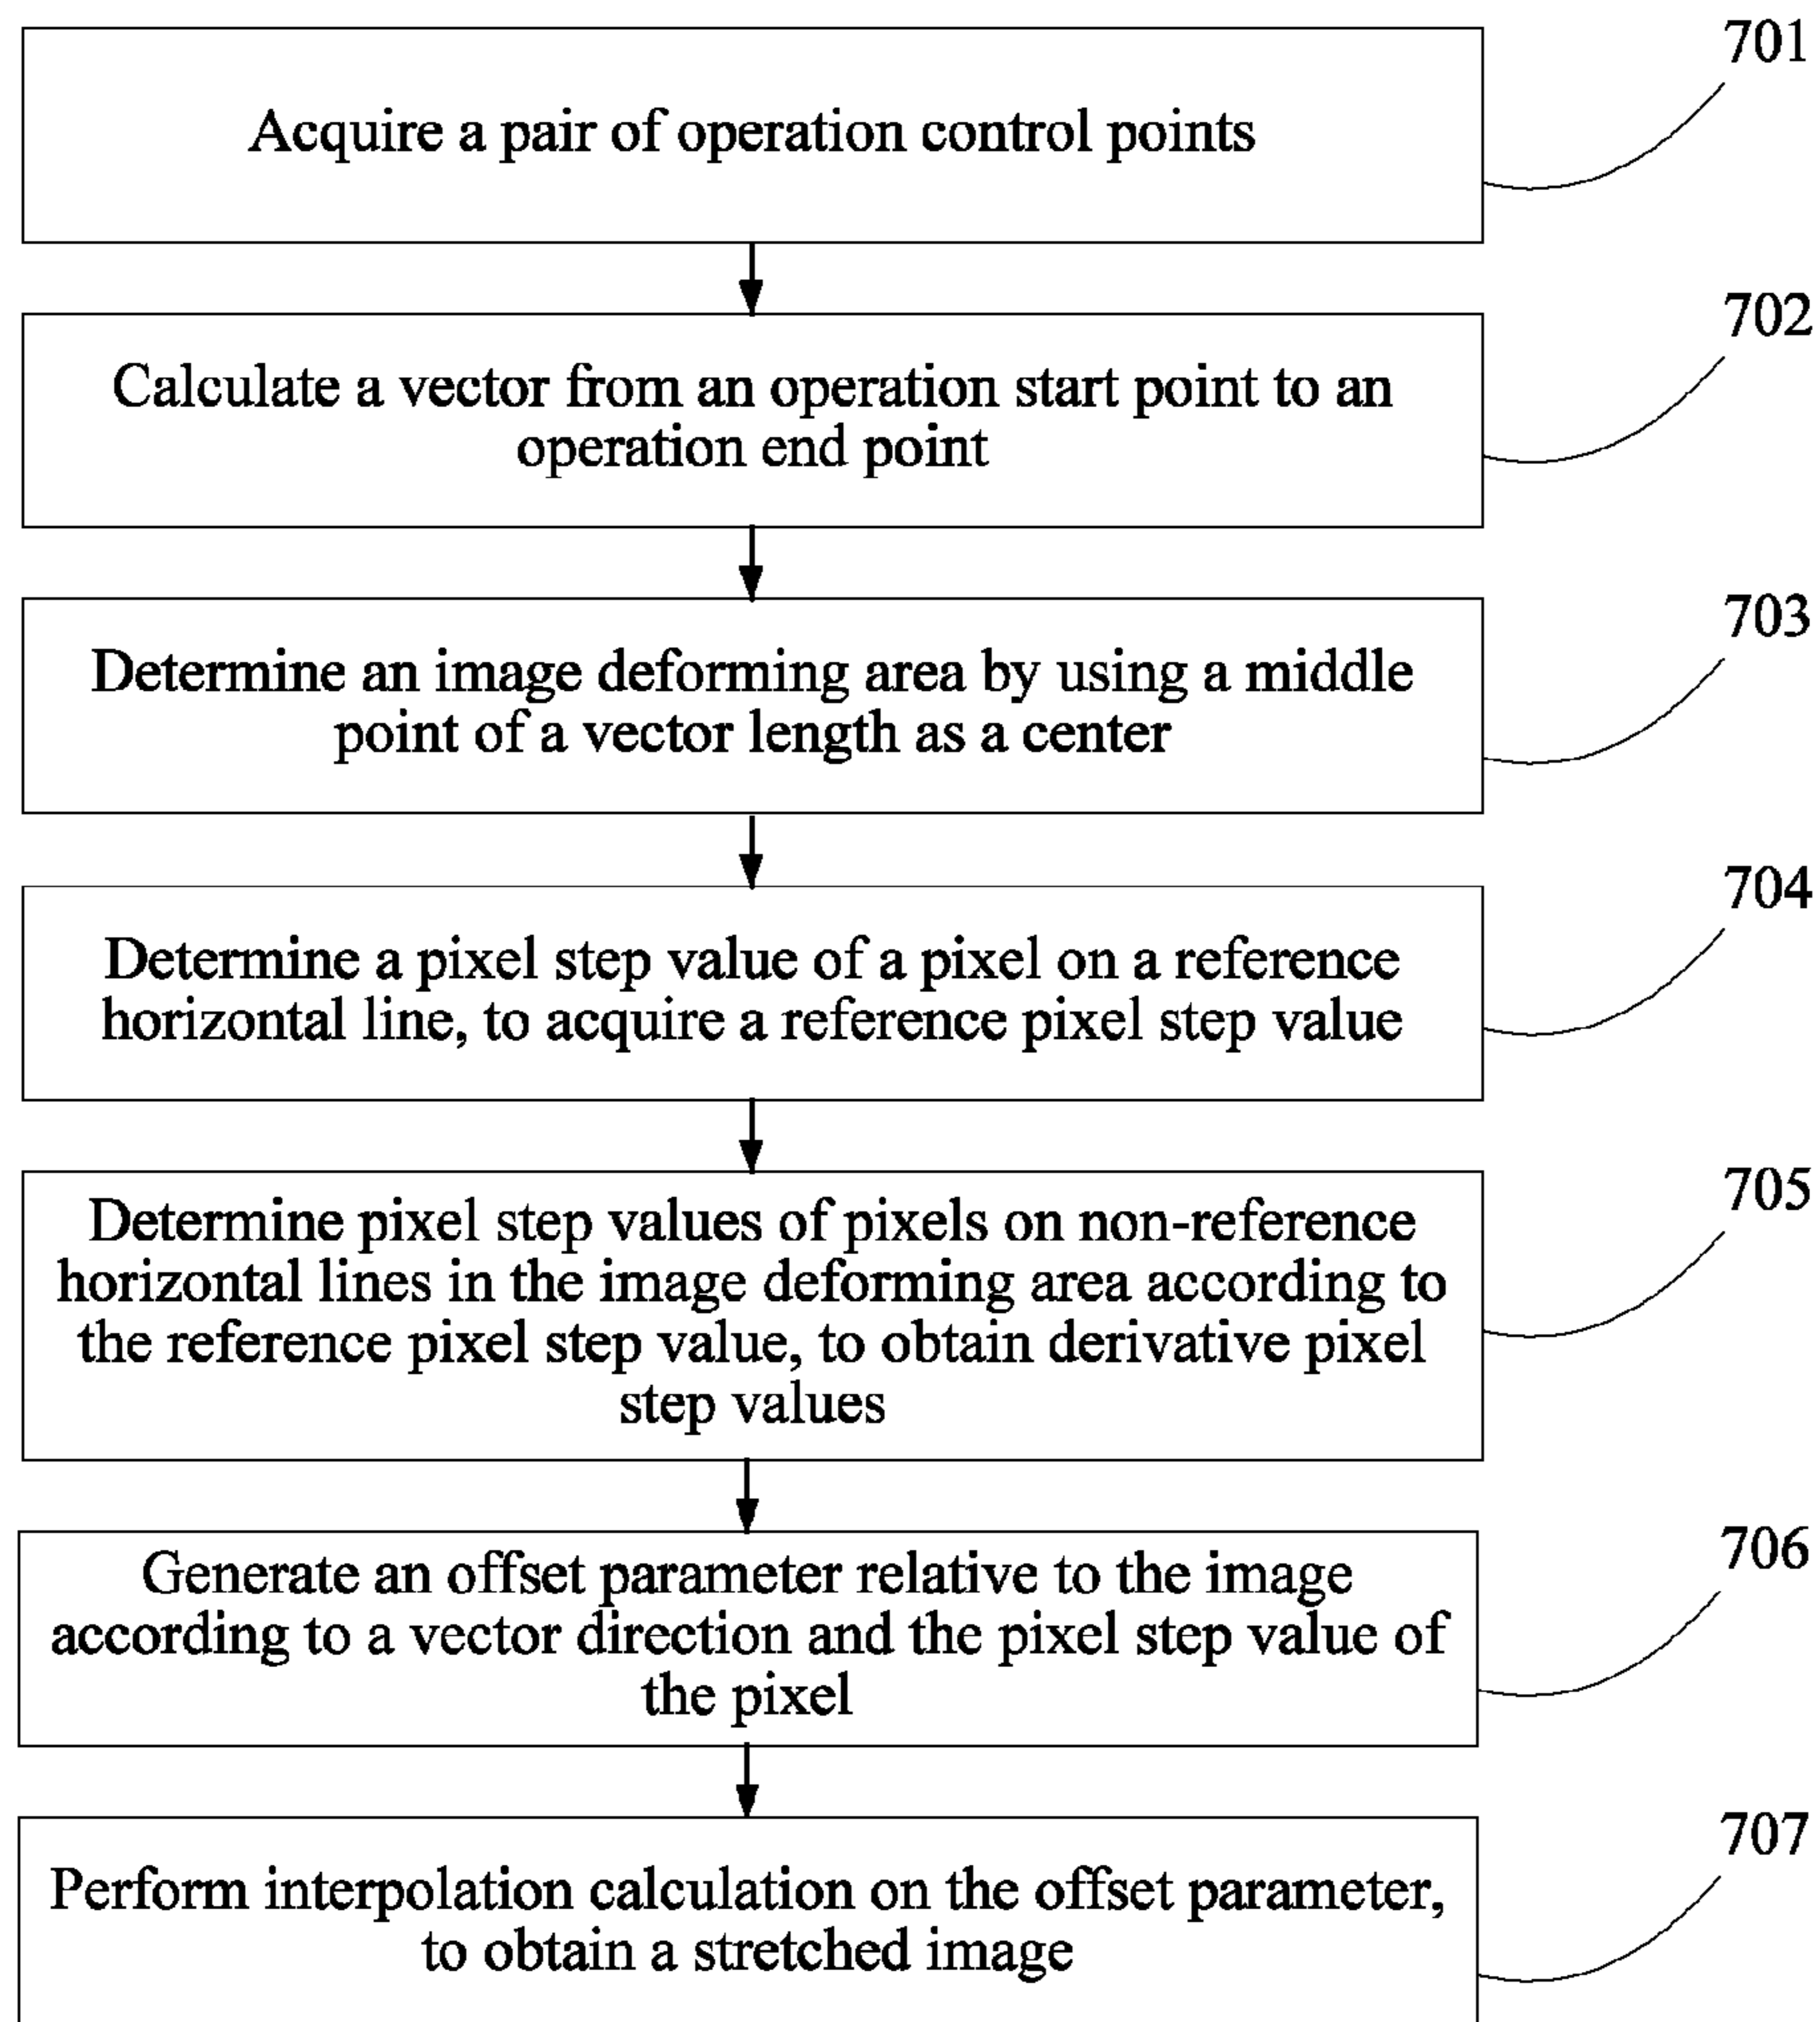 701
Acquire a pair of operation control points
702
Calculate a vector from an operation start point to an
operation end point
703
Determine an image deforming area by using a middle
point of a vector length as a center
704
Determine a pixel step value of a pixel on a reference
horizontal line, to acquire a reference pixel step value
705
Determine pixel step values of pixels on non-reference
horizontal lines in the image deforming area according to
the reference pixel step value, to obtain derivative pixel
step values
706
Generate an offset parameter relative to the image
according to a vector direction and the pixel step value of
the pixel
707
Perform interpolation calculation on the offset parameter,
to obtain a stretched image